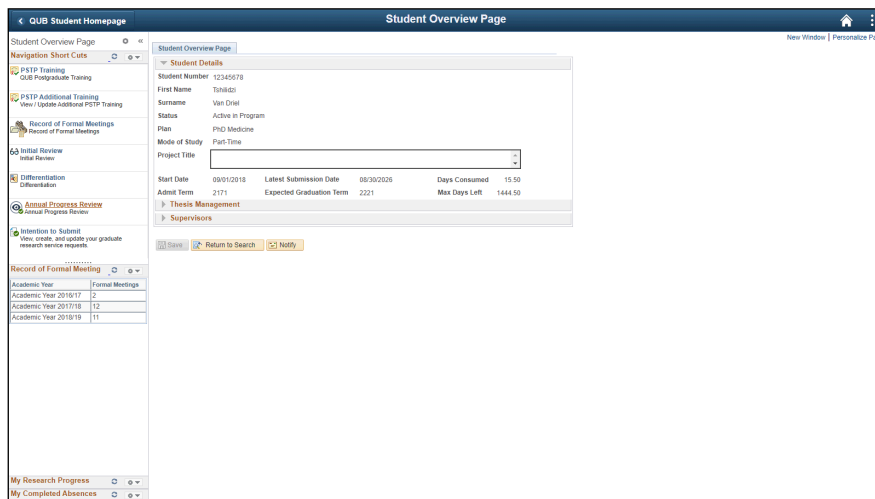 QUB Student Homepage
Student Overview Page
New Window | Personalize Pa
Student Overview Page
Navigation Short Cuts
PSTP Training
QUB Postgraduate Training
PSTP Additional Training
View / Update Additional PSTP Training
Record of Formal Meetings
Record of Formal Meetings
Initial Review
Initial Review
Differentiation
Differentiation
Annual Progress Review
Annual Progress Review
Intention to Submit
View, create, and update your graduate
research service requests.
Record of Formal Meeting
Academic Year Formal Meetings
Academic Year 2016/17 2
Academic Year 2017/18 12
Academic Year 2018/19 11
My Research Progress
My Completed Absences
Student Overview Page
Student Details
Student Number 12345678
First Name Tshilidzi
Surname Van Driel
Status Active in Program
Plan PhD Medicine
Mode of Study Part-Time
Project Title
Start Date 09/01/2018 Latest Submission Date 08/30/2026 Days Consumed 15.50
Admit Term 2171 Expected Graduation Term 2221 Max Days Left 1444.50
Thesis Management
Supervisors
Save Return to Search Notify